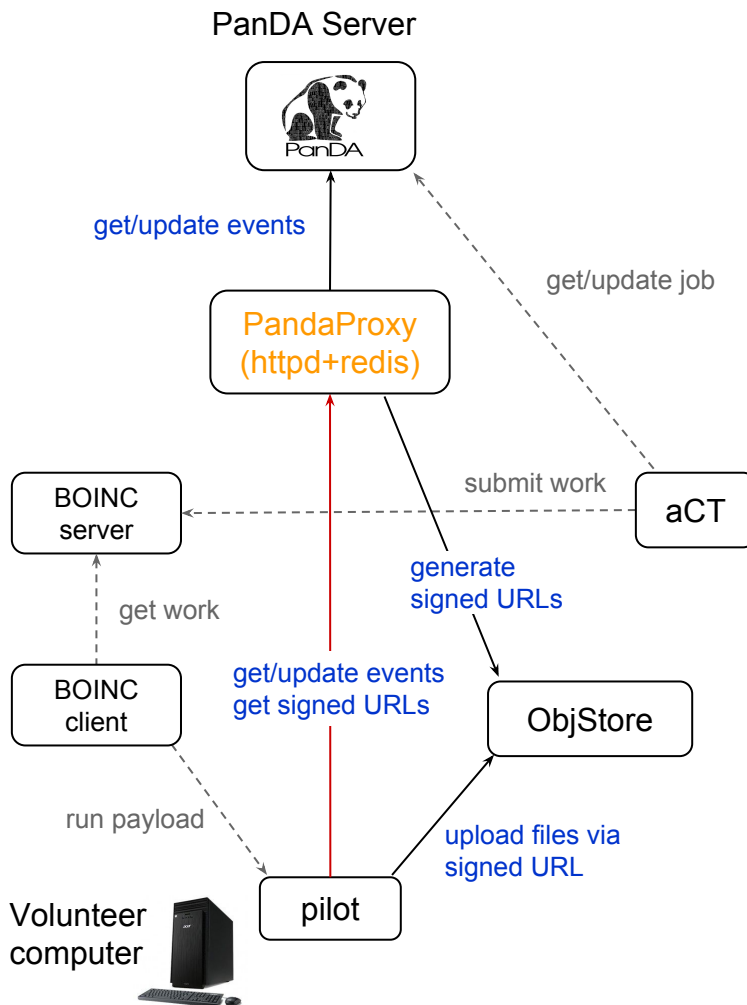 PanDA Server
PanDA
get/update events
get/update job
PandaProxy
(httpd+redis)
BOINC
server
submit work
aCT
generate
signed URLs
get work
get/update events
get signed URLs
BOINC
client
ObjStore
run payload
upload files via
signed URL
pilot
Volunteer
computer
acer